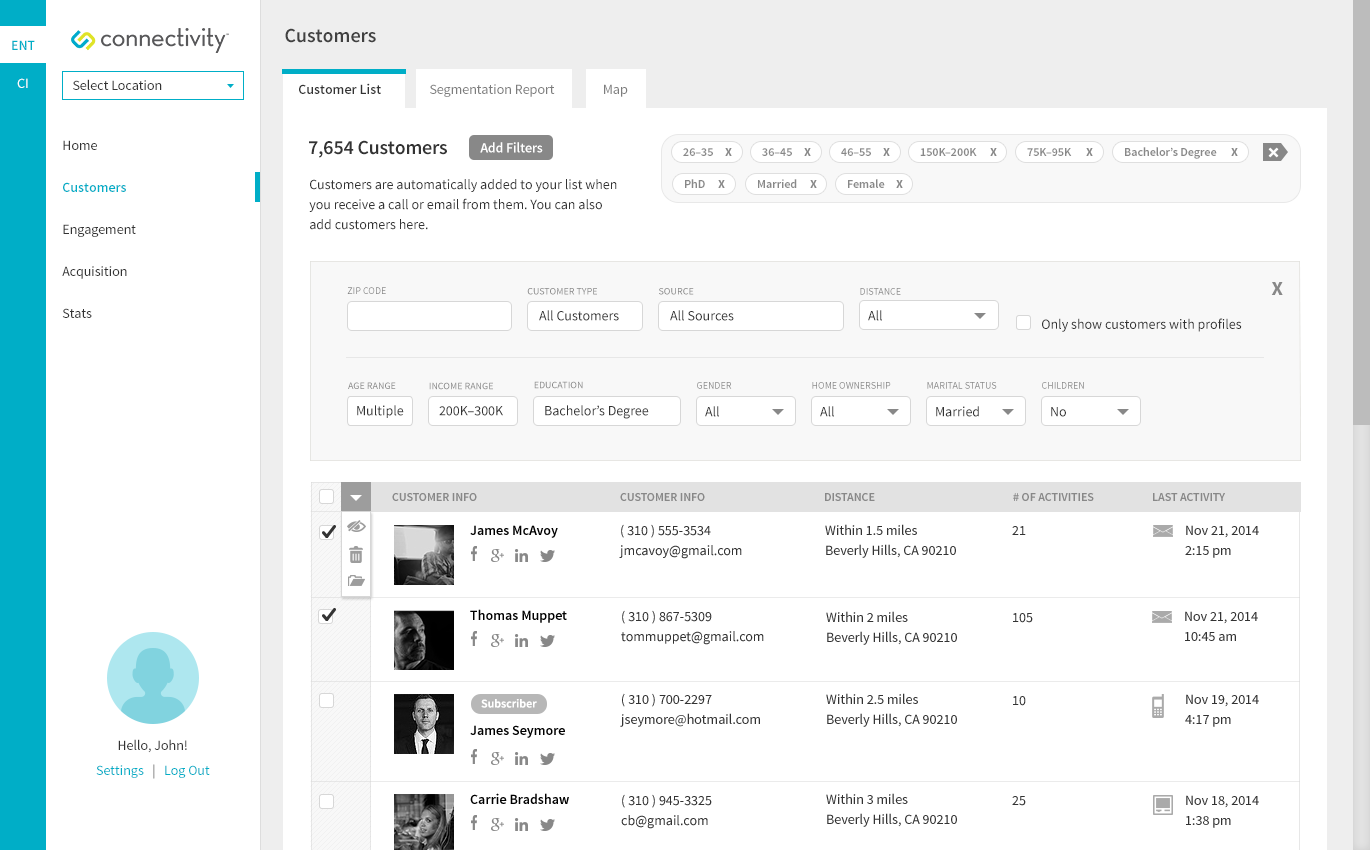 ENT
CI
connectivity
Select Location
Home
Customers
Engagement
Acquisition
Stats
Hello, John!
Settings | Log Out
Customers
Customer List
Segmentation Report
Map
7,654 Customers
Add Filters
Customers are automatically added to your list when
you receive a call or email from them. You can also
add customers here.
26–35 X
36–45 X
46–55 X
150K–200K X
75K–95K X
Bachelor's Degree X
PhD X
Married X
Female X
X
ZIP CODE
CUSTOMER TYPE
SOURCE
DISTANCE
All Customers
All Sources
All
Only show customers with profiles
AGE RANGE
INCOME RANGE
EDUCATION
GENDER
HOME OWNERSHIP
MARITAL STATUS
CHILDREN
Multiple
200K–300K
Bachelor's Degree
All
All
Married
No
CUSTOMER INFO
CUSTOMER INFO
DISTANCE
# OF ACTIVITIES
LAST ACTIVITY
James McAvoy
( 310 ) 555-3534
jmcavoy@gmail.com
Within 1.5 miles
Beverly Hills, CA 90210
21
Nov 21, 2014
2:15 pm
Thomas Muppet
( 310 ) 867-5309
tommuppet@gmail.com
Within 2 miles
Beverly Hills, CA 90210
105
Nov 21, 2014
10:45 am
Subscriber
James Seymore
( 310 ) 700-2297
jseymore@hotmail.com
Within 2.5 miles
Beverly Hills, CA 90210
10
Nov 19, 2014
4:17 pm
Carrie Bradshaw
( 310 ) 945-3325
cb@gmail.com
Within 3 miles
Beverly Hills, CA 90210
25
Nov 18, 2014
1:38 pm